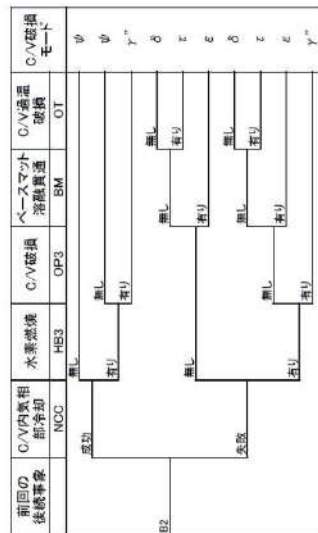 前回の
後続事象
C/V内気相
部冷却
水素燃焼
C/V破損
ベースマット
溶融貫通
C/V過温
破損
C/V破損
モード
NCC
HB3
OP3
BM
OT
B2
成功
失敗
無し
有り
無し
有り
無し
有り
無し
有り
無し
有り
無し
有り
無し
有り
無し
有り
ψ
ψ
γ"
δ
τ
ε
δ
τ
ε
γ"